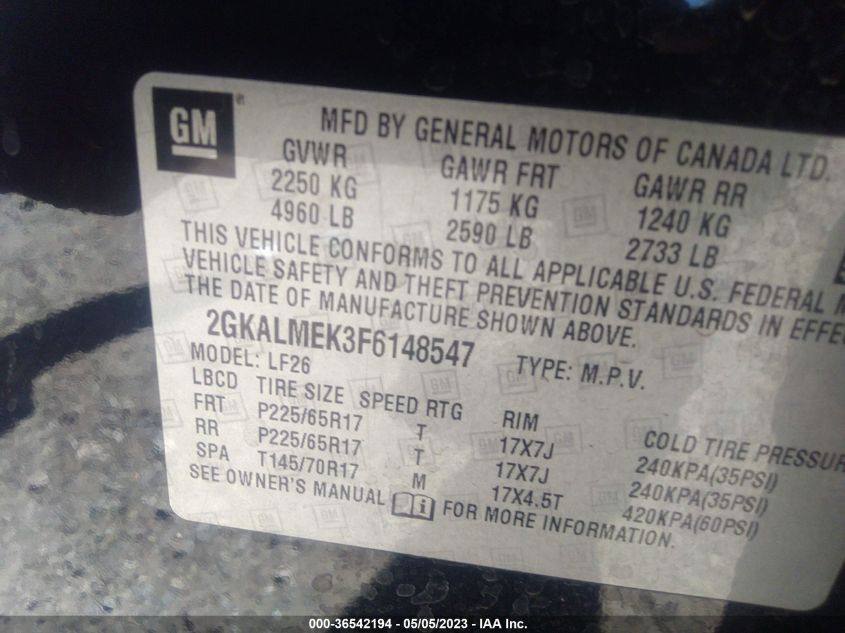 GM
MFD BY GENERAL MOTORS OF CANADA LTD.
GVWR GAWR FRT GAWR RR
2250 KG 1175 KG 1240 KG
4960 LB 2590 LB 2733 LB
THIS VEHICLE CONFORMS TO ALL APPLICABLE U.S. FEDERAL M
VEHICLE SAFETY AND THEFT PREVENTION STANDARDS IN EFFE
THE DATE OF MANUFACTURE SHOWN ABOVE.
2GKALMEK3F6148547 TYPE: M.P.V.
MODEL: LF26
LBCD TIRE SIZE SPEED RTG RIM COLD TIRE PRESSUR
FRT P225/65R17 T 17X7J 240KPA(35PSI)
RR P225/65R17 T 17X7J 240KPA(35PSI)
SPA T145/70R17 M 17X4.5T 420KPA(60PSI)
SEE OWNER'S MANUAL FOR MORE INFORMATION.
000-36542194 - 05/05/2023 - IAA Inc.